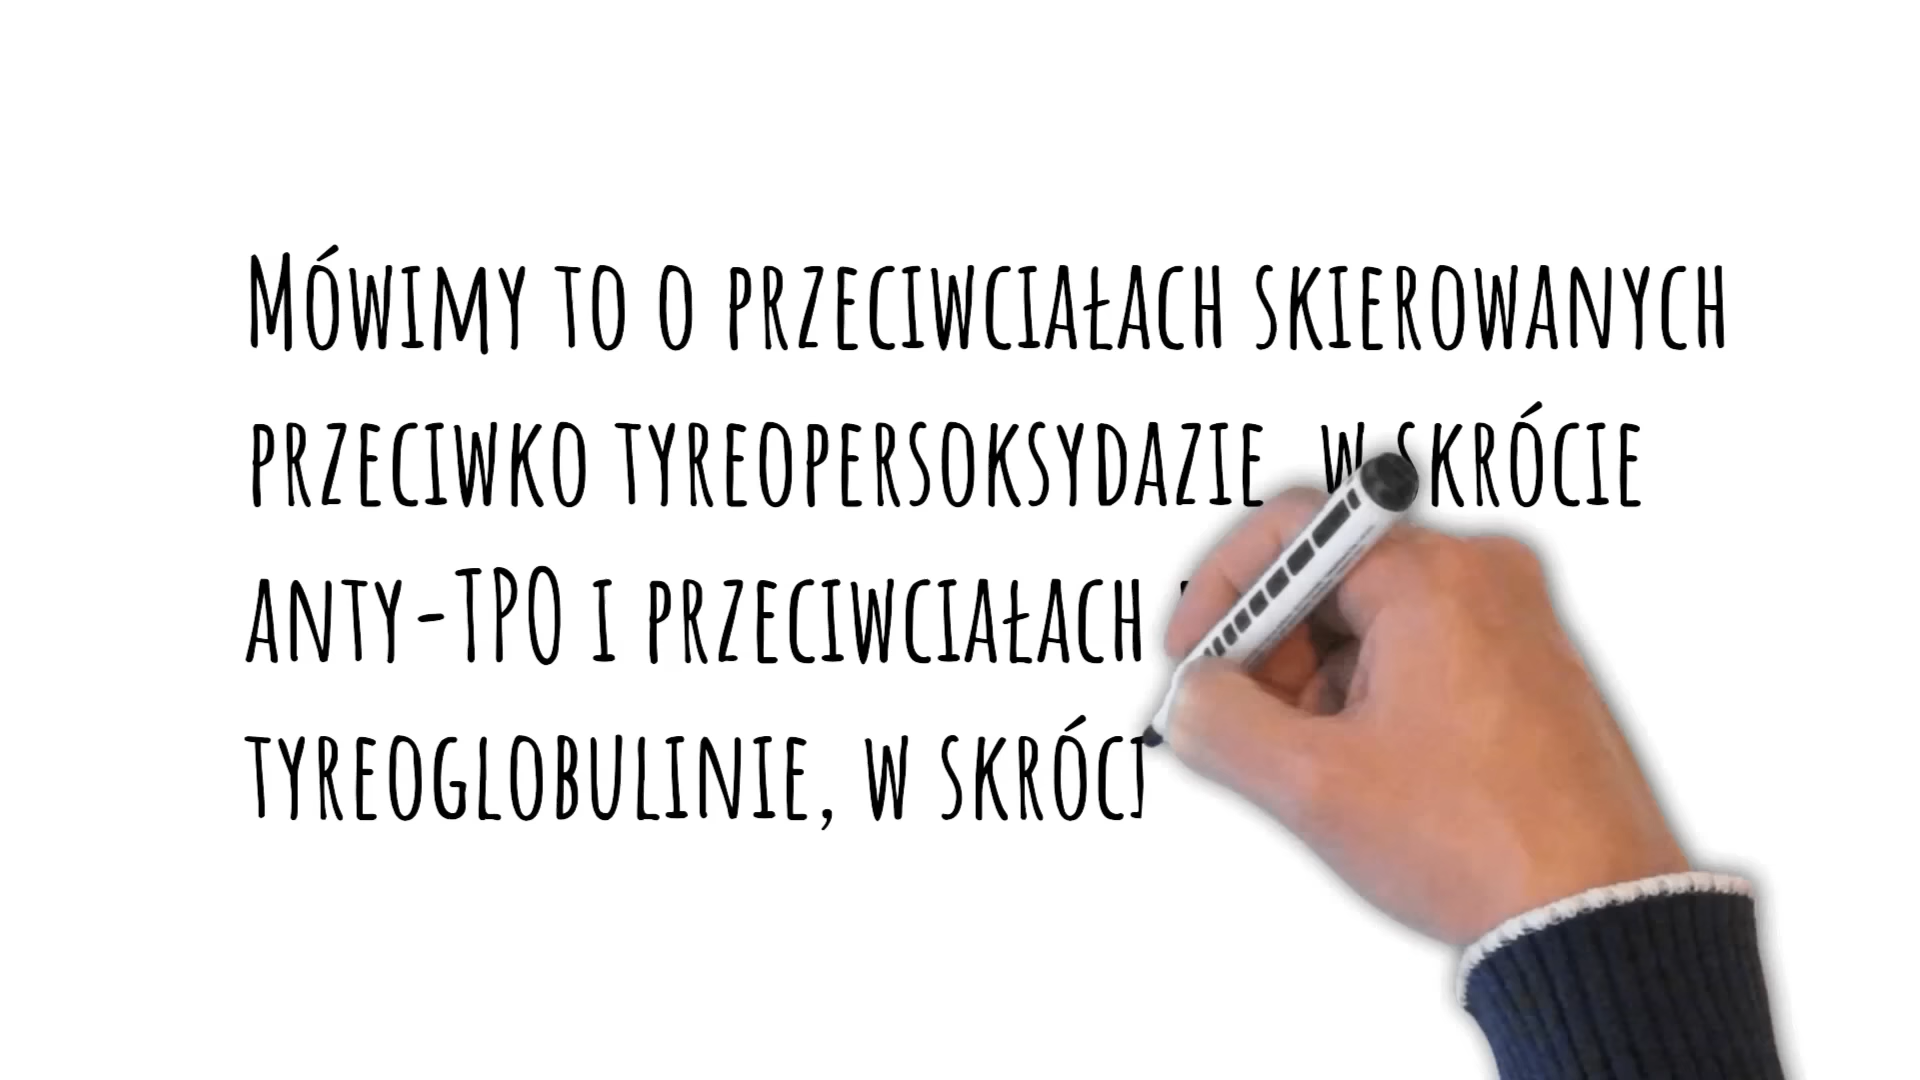 Mówimy to o przeciwciałach skierowanych
przeciwko tyreopersoksydazie w skrócie
anty-TPO i przeciwciałach
tyreoglobulinie, w skróci